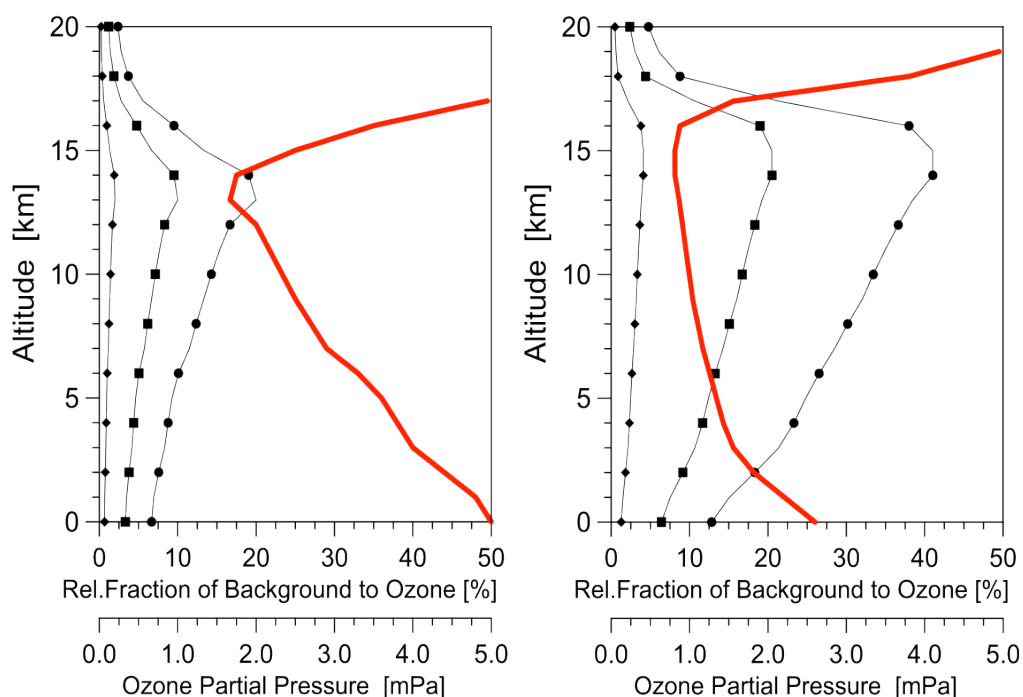 20
15
10
5
0
Altitude [km]
0 10 20 30 40 50
Rel.Fraction of Background to Ozone [%]
0.0 1.0 2.0 3.0 4.0 5.0
Ozone Partial Pressure [mPa]
20
15
10
5
0
Altitude [km]
0 10 20 30 40 50
Rel.Fraction of Background to Ozone [%]
0.0 1.0 2.0 3.0 4.0 5.0
Ozone Partial Pressure [mPa]